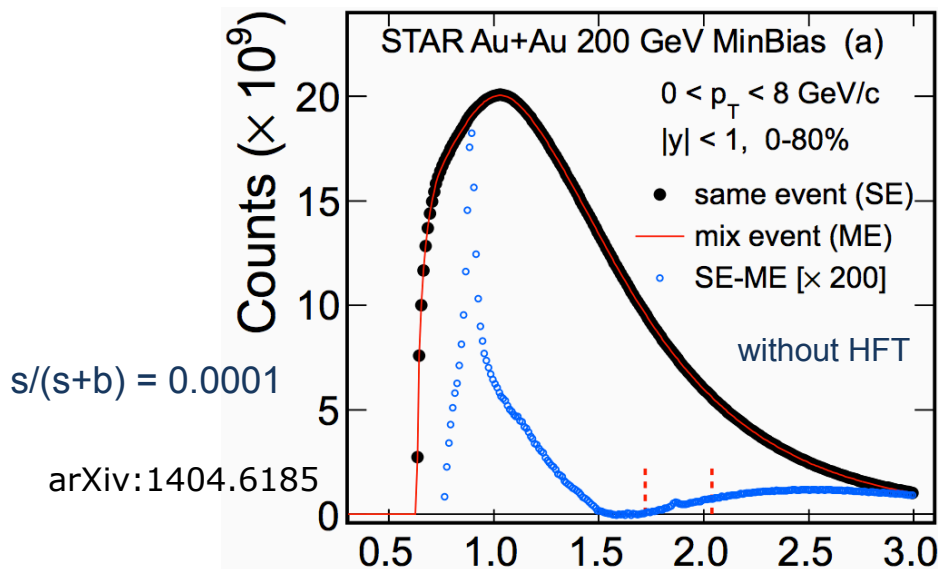 STAR Au+Au 200 GeV MinBias (a)
0 < p_T < 8 GeV/c
|y| < 1, 0-80%
same event (SE)
mix event (ME)
SE-ME [× 200]
without HFT
Counts (× 10⁹)
20
15
10
5
0
s/(s+b) = 0.0001
arXiv:1404.6185
0.5 1.0 1.5 2.0 2.5 3.0